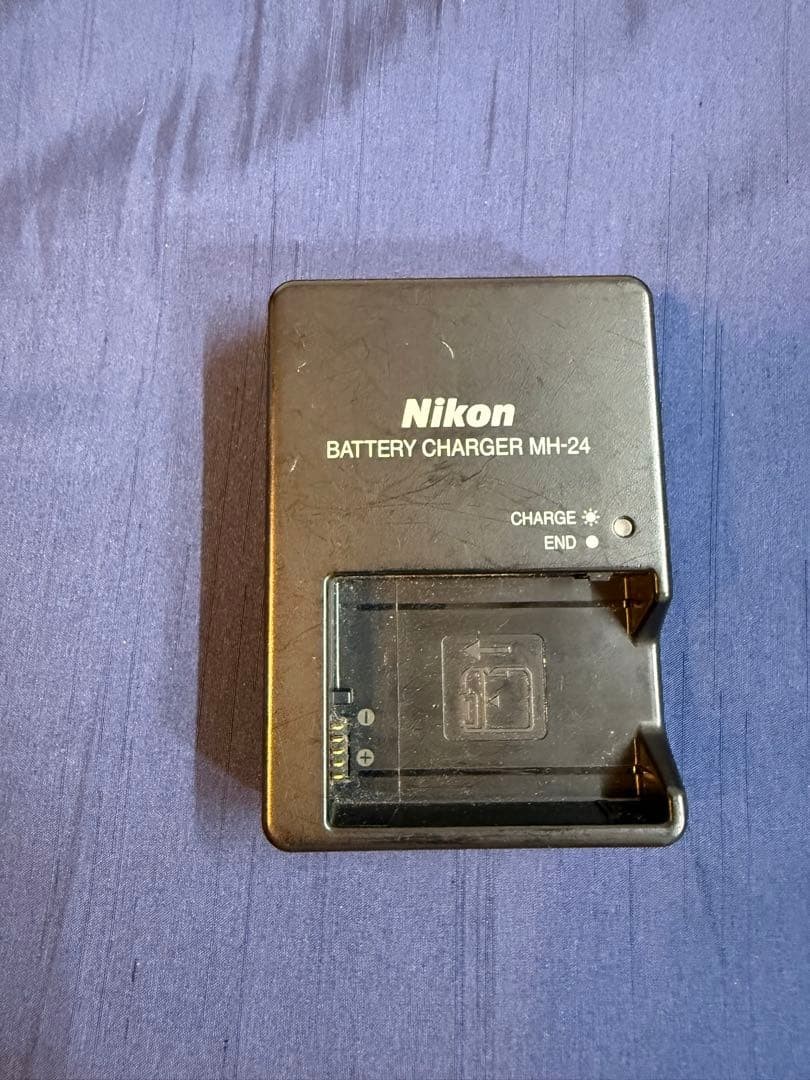 Nikon
BATTERY CHARGER MH-24
CHARGE
END
−
+